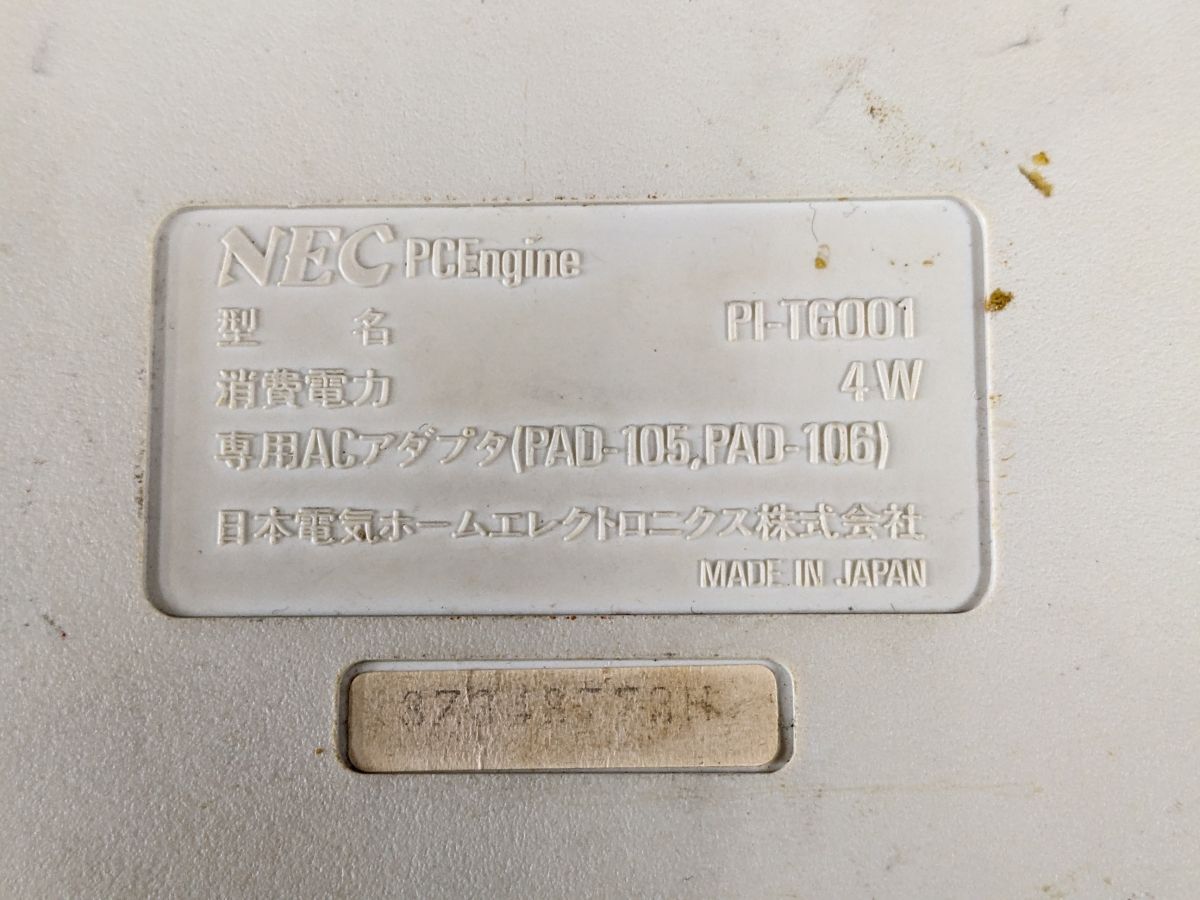 NEC PCEngine
型名 PI-TG001
消費電力 4W
専用ACアダプタ(PAD-105,PAD-106)
日本電気ホームエレクトロニクス株式会社
MADE IN JAPAN